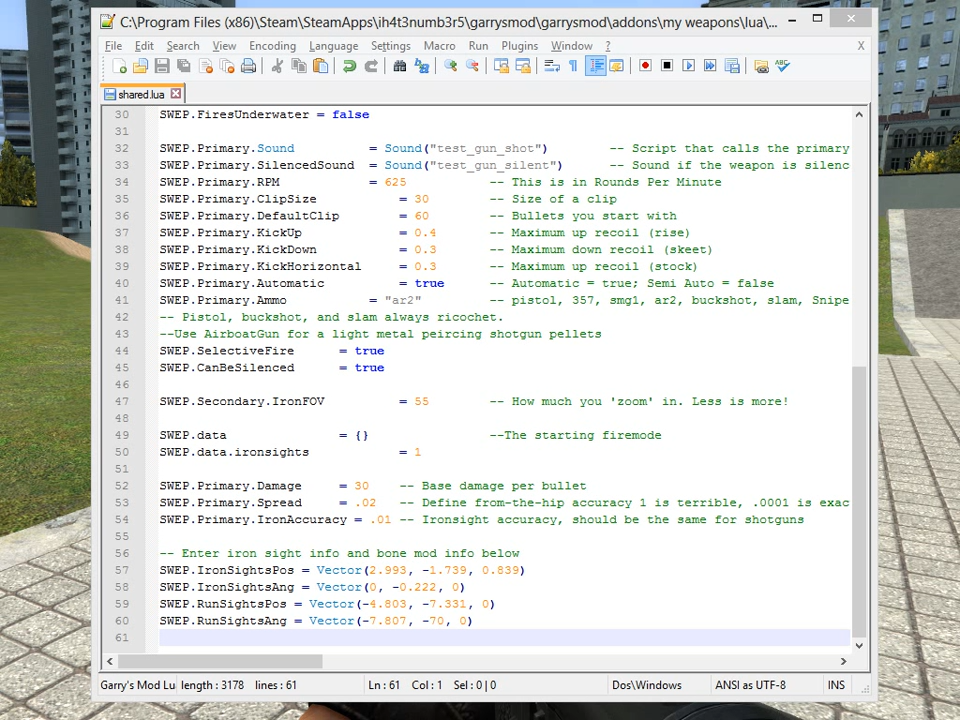 C:\Program Files (x86)\Steam\SteamApps\ih4t3numb3r5\garrysmod\garrysmod\addons\my weapons\lua\...
File Edit Search View Encoding Language Settings Macro Run Plugins Window ? X
shared.lua
30 SWEP.FiresUnderwater = false
31
32 SWEP.Primary.Sound = Sound("test_gun_shot") -- Script that calls the primary
33 SWEP.Primary.SilencedSound = Sound("test_gun_silent") -- Sound if the weapon is silenc
34 SWEP.Primary.RPM = 625 -- This is in Rounds Per Minute
35 SWEP.Primary.ClipSize = 30 -- Size of a clip
36 SWEP.Primary.DefaultClip = 60 -- Bullets you start with
37 SWEP.Primary.KickUp = 0.4 -- Maximum up recoil (rise)
38 SWEP.Primary.KickDown = 0.3 -- Maximum down recoil (skeet)
39 SWEP.Primary.KickHorizontal = 0.3 -- Maximum up recoil (stock)
40 SWEP.Primary.Automatic = true -- Automatic = true; Semi Auto = false
41 SWEP.Primary.Ammo = "ar2" -- pistol, 357, smg1, ar2, buckshot, slam, Snipe
42 -- Pistol, buckshot, and slam always ricochet.
43 --Use AirboatGun for a light metal peircing shotgun pellets
44 SWEP.SelectiveFire = true
45 SWEP.CanBeSilenced = true
46
47 SWEP.Secondary.IronFOV = 55 -- How much you 'zoom' in. Less is more!
48
49 SWEP.data = {} --The starting firemode
50 SWEP.data.ironsights = 1
51
52 SWEP.Primary.Damage = 30 -- Base damage per bullet
53 SWEP.Primary.Spread = .02 -- Define from-the-hip accuracy 1 is terrible, .0001 is exac
54 SWEP.Primary.IronAccuracy = .01 -- Ironsight accuracy, should be the same for shotguns
55
56 -- Enter iron sight info and bone mod info below
57 SWEP.IronSightsPos = Vector(2.993, -1.739, 0.839)
58 SWEP.IronSightsAng = Vector(0, -0.222, 0)
59 SWEP.RunSightsPos = Vector(-4.803, -7.331, 0)
60 SWEP.RunSightsAng = Vector(-7.807, -70, 0)
61
Garry's Mod Lu length : 3178 lines : 61 Ln : 61 Col : 1 Sel : 0 | 0 Dos\Windows ANSI as UTF-8 INS